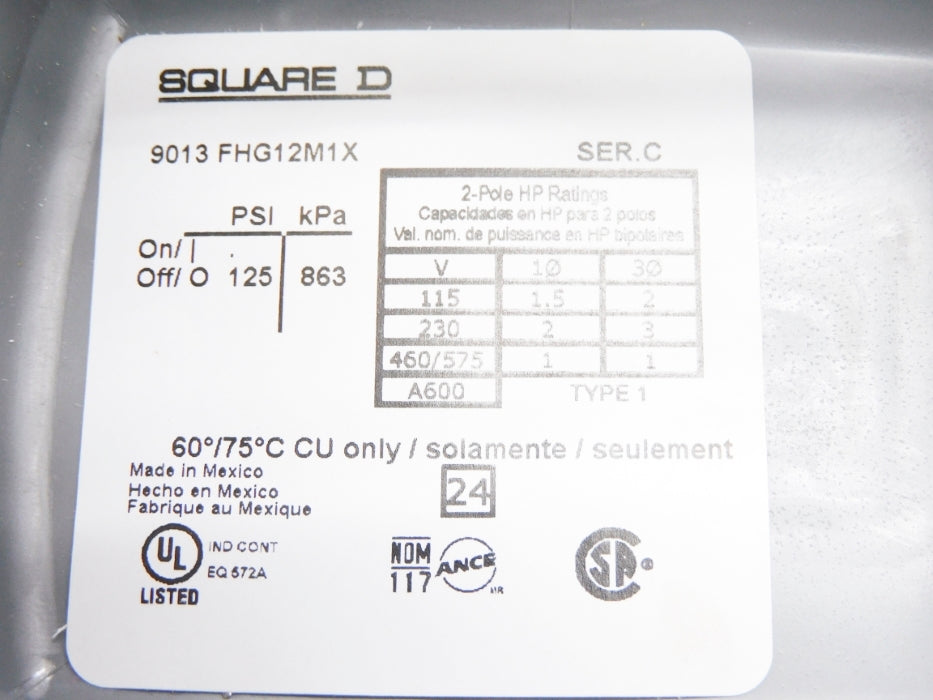 SQUARE D
9013 FHG12M1X SER.C
PSI kPa
On/ | .
Off/ O 125 863
2-Pole HP Ratings
Capacidades en HP para 2 polos
Val. nom. de puissance en HP bipolaires
V 1Ø 3Ø
115 1.5 2
230 2 3
460/575 1 1
A600 TYPE 1
60°/75°C CU only / solamente / seulement
Made in Mexico
Hecho en Mexico
Fabrique au Mexique
24
UL
LISTED
IND CONT
EQ 572A
NOM
117
ANCE
MR
CSA ®